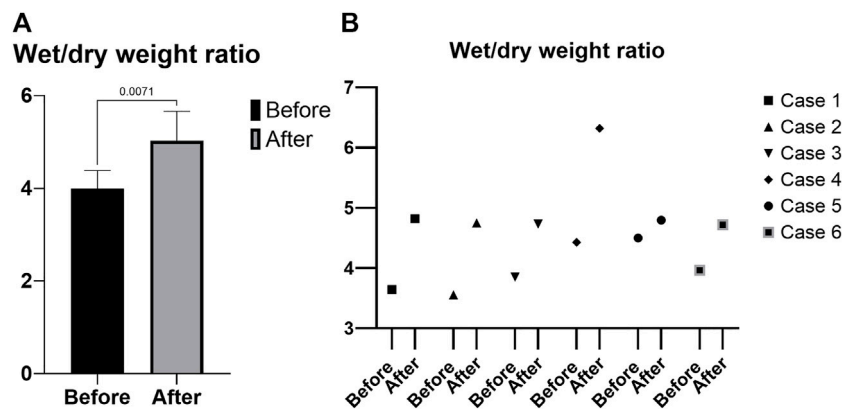 A
Wet/dry weight ratio
6
4
2
0
0.0071
Before
After
Before
After
B
Wet/dry weight ratio
7
6
5
4
3
Before
After
Before
After
Before
After
Before
After
Before
After
Before
After
Case 1
Case 2
Case 3
Case 4
Case 5
Case 6